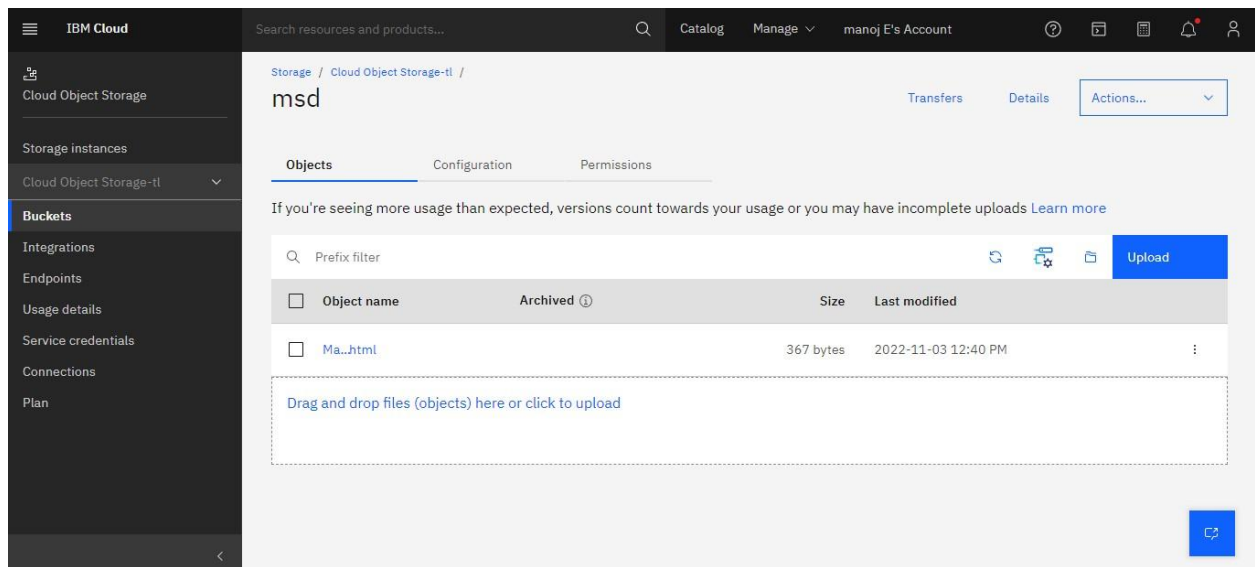 IBM Cloud
Search resources and products...
Catalog
Manage
manoj E's Account
Cloud Object Storage
Storage instances
Cloud Object Storage-tl
Buckets
Integrations
Endpoints
Usage details
Service credentials
Connections
Plan
Storage / Cloud Object Storage-tl /
msd
Transfers
Details
Actions...
Objects
Configuration
Permissions
If you're seeing more usage than expected, versions count towards your usage or you may have incomplete uploads Learn more
Prefix filter
Upload
Object name
Archived
Size
Last modified
Ma...html
367 bytes
2022-11-03 12:40 PM
Drag and drop files (objects) here or click to upload